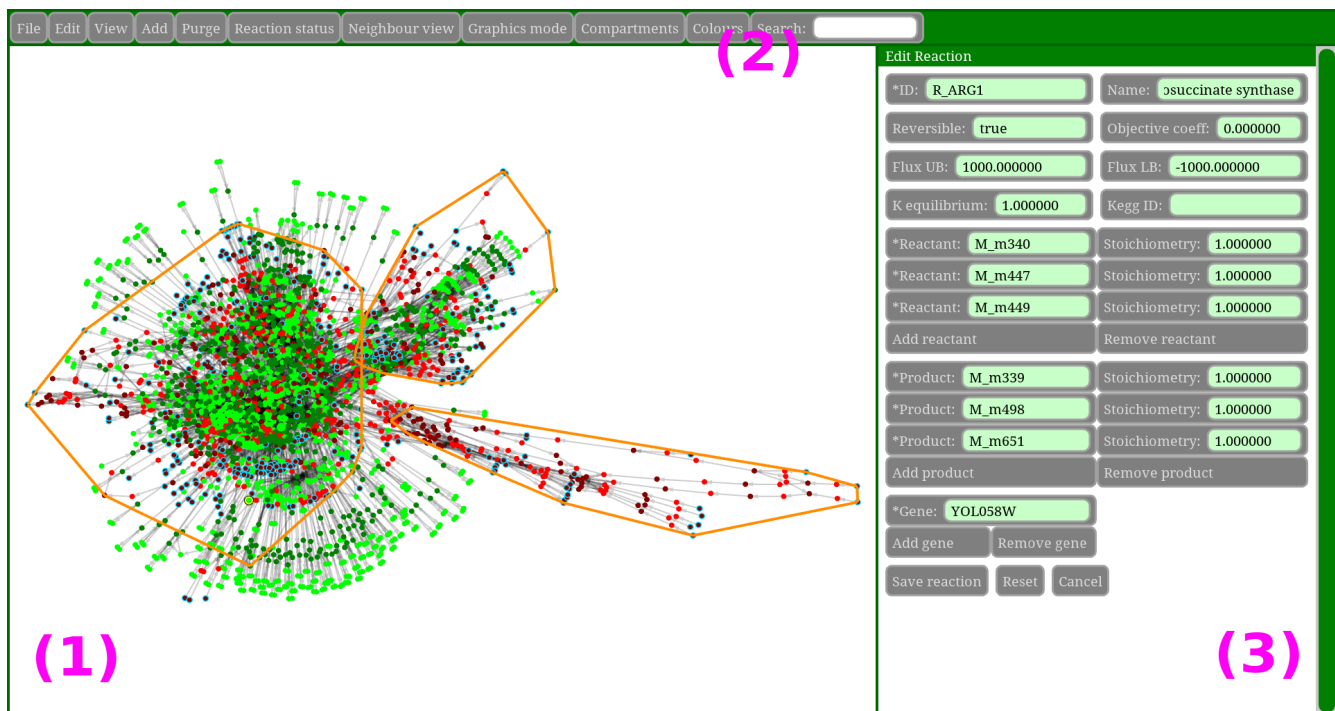 File Edit View Add Purge Reaction status Neighbour view Graphics mode Compartments Colours Search:
(2)
Edit Reaction
*ID: R_ARG1 Name: osuccinate synthase
Reversible: true Objective coeff: 0.000000
Flux UB: 1000.000000 Flux LB: -1000.000000
K equilibrium: 1.000000 Kegg ID:
*Reactant: M_m340 Stoichiometry: 1.000000
*Reactant: M_m447 Stoichiometry: 1.000000
*Reactant: M_m449 Stoichiometry: 1.000000
Add reactant Remove reactant
*Product: M_m339 Stoichiometry: 1.000000
*Product: M_m498 Stoichiometry: 1.000000
*Product: M_m651 Stoichiometry: 1.000000
Add product Remove product
*Gene: YOL058W
Add gene Remove gene
Save reaction Reset Cancel
(1)
(3)